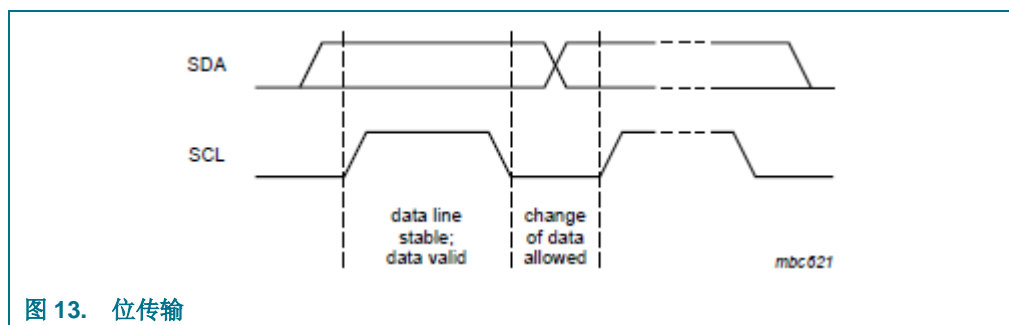 SDA
SCL
data line
stable;
data valid
change
of data
allowed
mbc621
图 13. 位传输